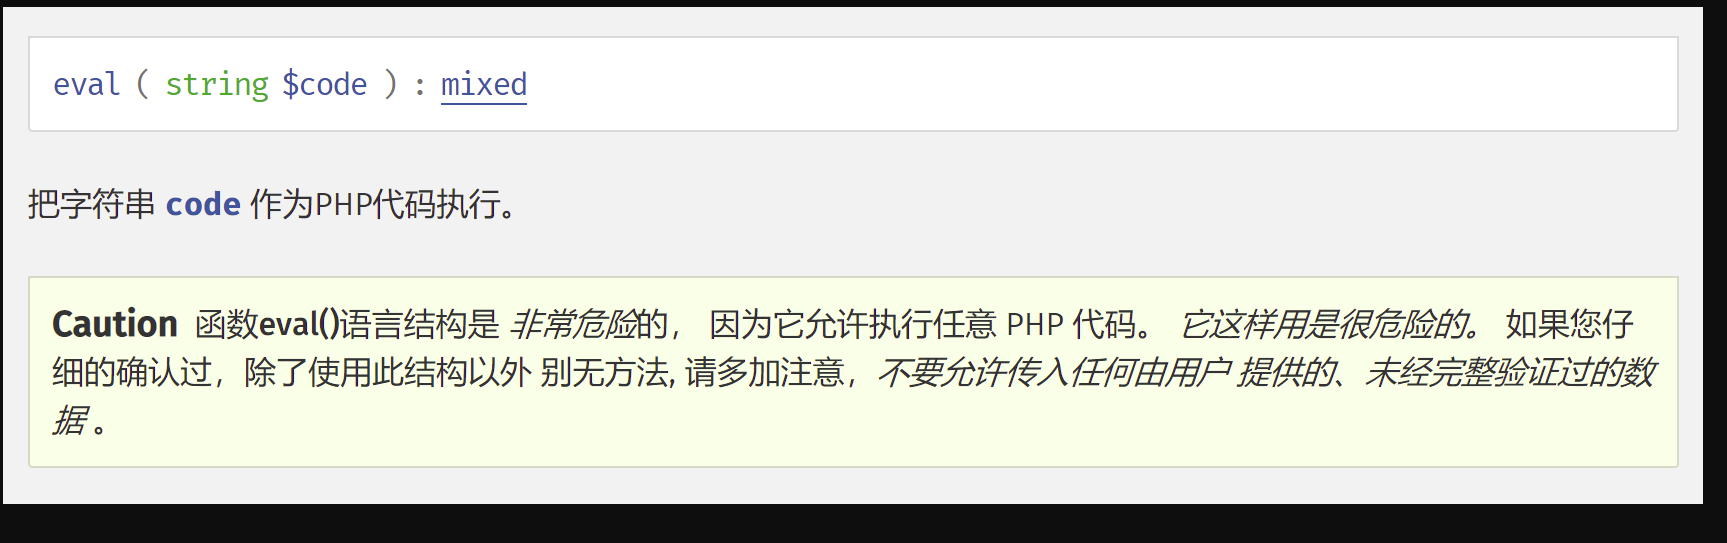 eval ( string $code ) : mixed
把字符串 code 作为PHP代码执行。
Caution 函数eval()语言结构是 非常危险的， 因为它允许执行任意 PHP 代码。 它这样用是很危险的。 如果您仔
细的确认过，除了使用此结构以外 别无方法, 请多加注意，不要允许传入任何由用户 提供的、未经完整验证过的数
据 。